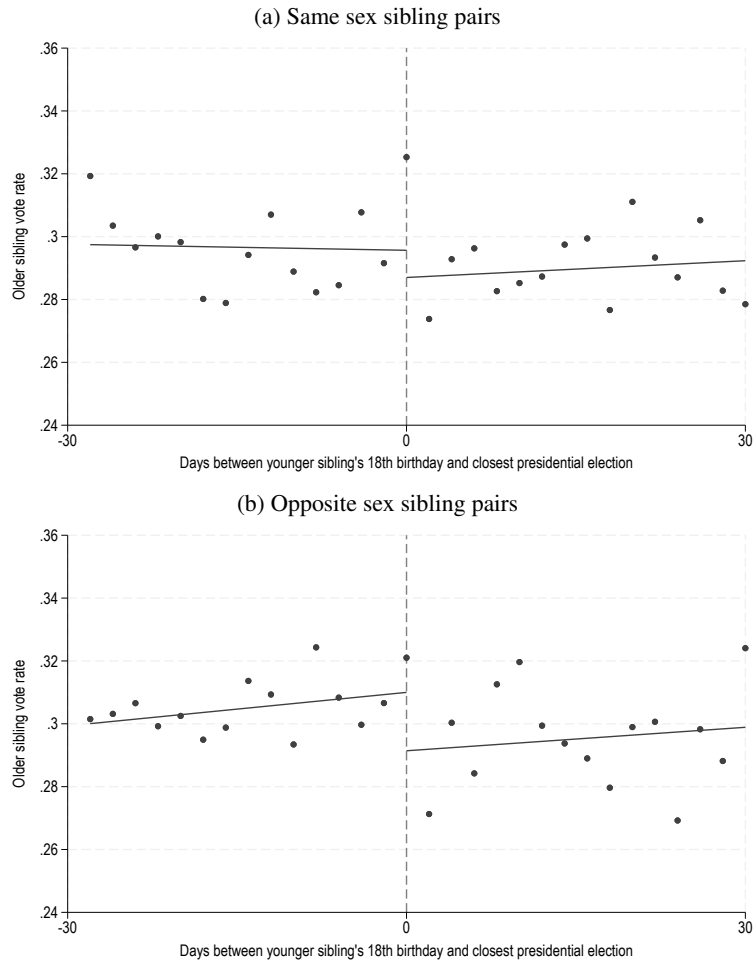 (a) Same sex sibling pairs
.36
.34
.32
.3
.28
.26
.24
Older sibling vote rate
-30 0 30
Days between younger sibling's 18th birthday and closest presidential election
(b) Opposite sex sibling pairs
.36
.34
.32
.3
.28
.26
.24
Older sibling vote rate
-30 0 30
Days between younger sibling's 18th birthday and closest presidential election